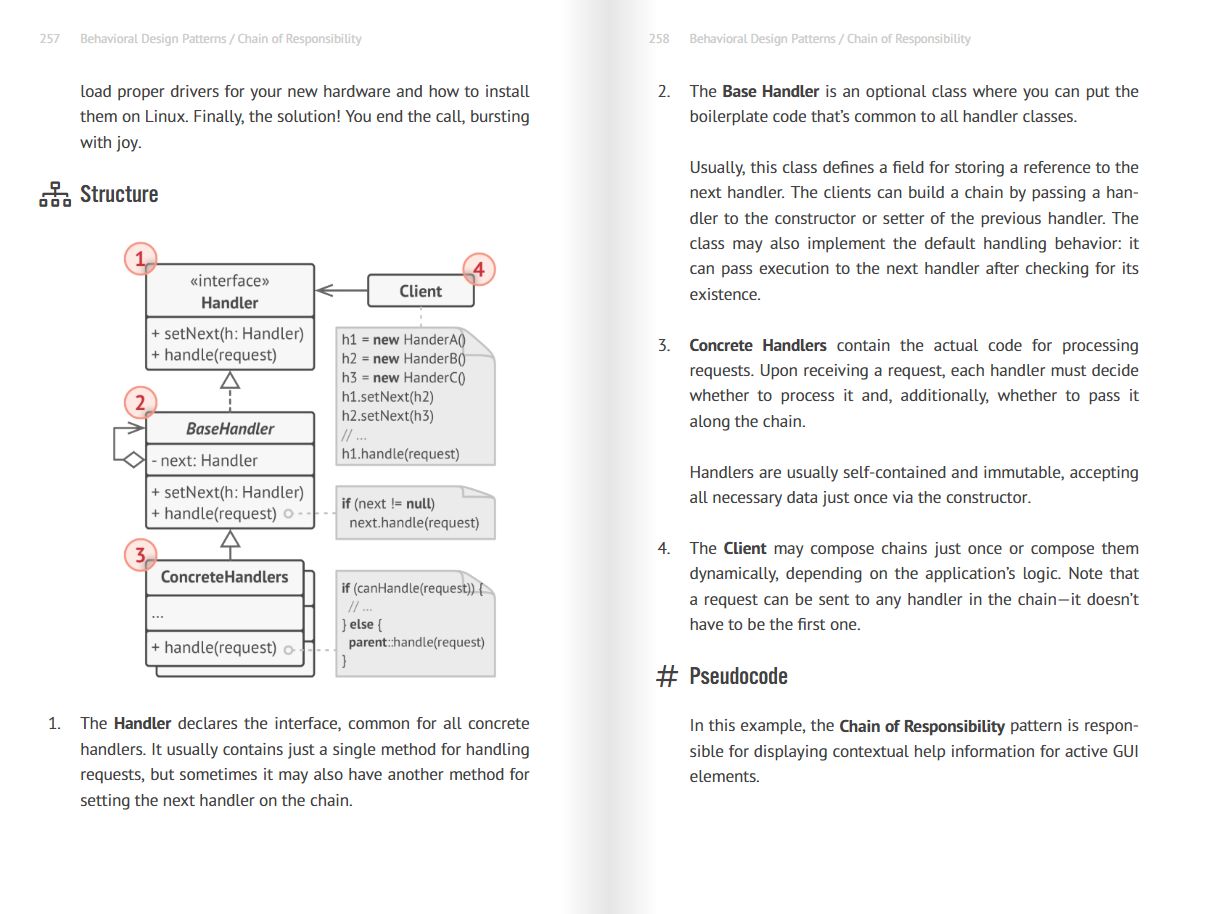 257 Behavioral Design Patterns / Chain of Responsibility
load proper drivers for your new hardware and how to install
them on Linux. Finally, the solution! You end the call, bursting
with joy.
Structure
1
«interface»
Handler
+ setNext(h: Handler)
+ handle(request)
4
Client
h1 = new HanderA()
h2 = new HanderB()
h3 = new HanderC()
h1.setNext(h2)
h2.setNext(h3)
// ...
h1.handle(request)
2
BaseHandler
- next: Handler
+ setNext(h: Handler)
+ handle(request)
if (next != null)
next.handle(request)
3
ConcreteHandlers
...
+ handle(request)
if (canHandle(request)) {
// ...
} else {
parent::handle(request)
}
1. The Handler declares the interface, common for all concrete
handlers. It usually contains just a single method for handling
requests, but sometimes it may also have another method for
setting the next handler on the chain.
258 Behavioral Design Patterns / Chain of Responsibility
2. The Base Handler is an optional class where you can put the
boilerplate code that's common to all handler classes.
Usually, this class defines a field for storing a reference to the
next handler. The clients can build a chain by passing a han-
dler to the constructor or setter of the previous handler. The
class may also implement the default handling behavior: it
can pass execution to the next handler after checking for its
existence.
3. Concrete Handlers contain the actual code for processing
requests. Upon receiving a request, each handler must decide
whether to process it and, additionally, whether to pass it
along the chain.
Handlers are usually self-contained and immutable, accepting
all necessary data just once via the constructor.
4. The Client may compose chains just once or compose them
dynamically, depending on the application's logic. Note that
a request can be sent to any handler in the chain—it doesn't
have to be the first one.
# Pseudocode
In this example, the Chain of Responsibility pattern is respon-
sible for displaying contextual help information for active GUI
elements.